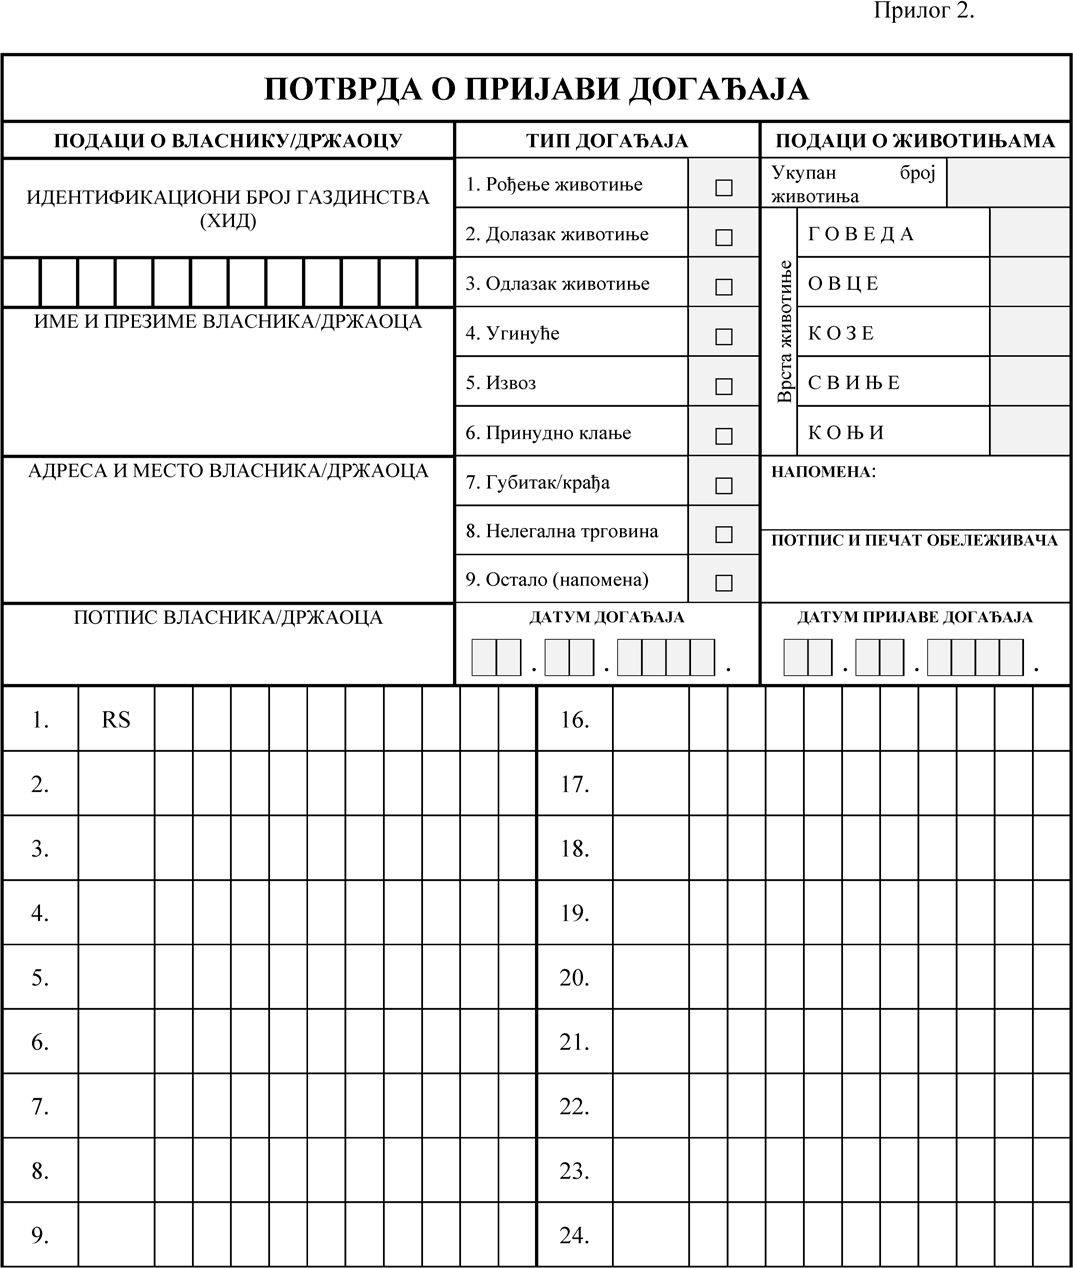 Прилог 2.
ПОТВРДА О ПРИЈАВИ ДОГАЂАЈА
ПОДАЦИ О ВЛАСНИКУ/ДРЖАОЦУ
ИДЕНТИФИКАЦИОНИ БРОЈ ГАЗДИНСТВА
(ХИД)
ИМЕ И ПРЕЗИМЕ ВЛАСНИКА/ДРЖАОЦА
АДРЕСА И МЕСТО ВЛАСНИКА/ДРЖАОЦА
ПОТПИС ВЛАСНИКА/ДРЖАОЦА
ТИП ДОГАЂАЈА
1. Рођење животиње □
2. Долазак животиње □
3. Одлазак животиње □
4. Угинуће □
5. Извоз □
6. Принудно клање □
7. Губитак/крађа □
8. Нелегална трговина □
9. Остало (напомена) □
ДАТУМ ДОГАЂАЈА
. . .
ПОДАЦИ О ЖИВОТИЊАМА
Укупан број
животиња
Врста животиње
Г О В Е Д А
О В Ц Е
К О З Е
С В И Њ Е
К О Њ И
НАПОМЕНА:
ПОТПИС И ПЕЧАТ ОБЕЛЕЖИВАЧА
ДАТУМ ПРИЈАВЕ ДОГАЂАЈА
. . .
1. RS 16.
2. 17.
3. 18.
4. 19.
5. 20.
6. 21.
7. 22.
8. 23.
9. 24.